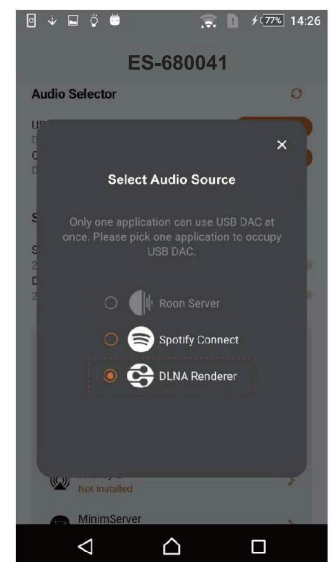 77% 14:26
ES-680041
Audio Selector
Select Audio Source
Only one application can use USB DAC at
once. Please pick one application to occupy
USB DAC.
Roon Server
Spotify Connect
DLNA Renderer
Not Installed
MinimServer